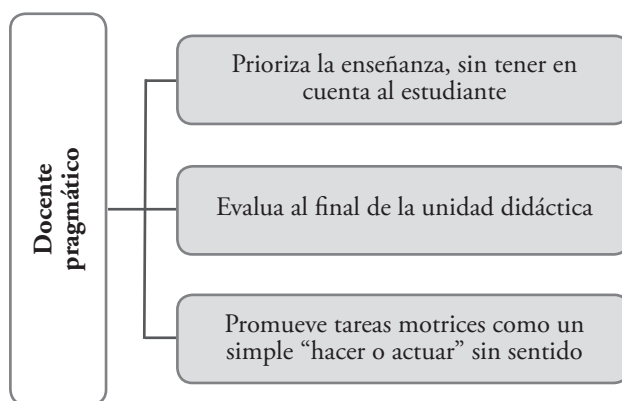 Docente
pragmático
Prioriza la enseñanza, sin tener en
cuenta al estudiante
Evalua al final de la unidad didáctica
Promueve tareas motrices como un
simple “hacer o actuar” sin sentido